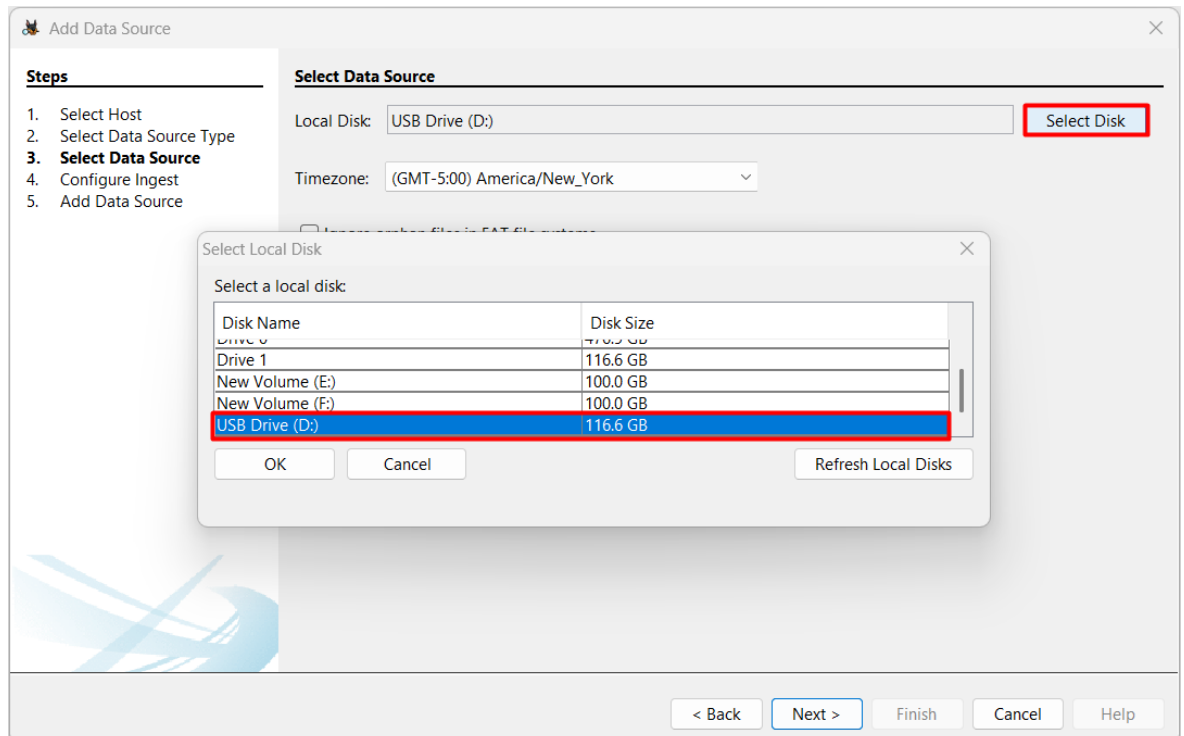 Add Data Source
Steps
1. Select Host
2. Select Data Source Type
3. Select Data Source
4. Configure Ingest
5. Add Data Source
Select Data Source
Local Disk: USB Drive (D:) Select Disk
Timezone: (GMT-5:00) America/New_York
Select Local Disk
Select a local disk:
Disk Name Disk Size
Drive 1 116.6 GB
New Volume (E:) 100.0 GB
New Volume (F:) 100.0 GB
USB Drive (D:) 116.6 GB
OK Cancel Refresh Local Disks
< Back Next > Finish Cancel Help